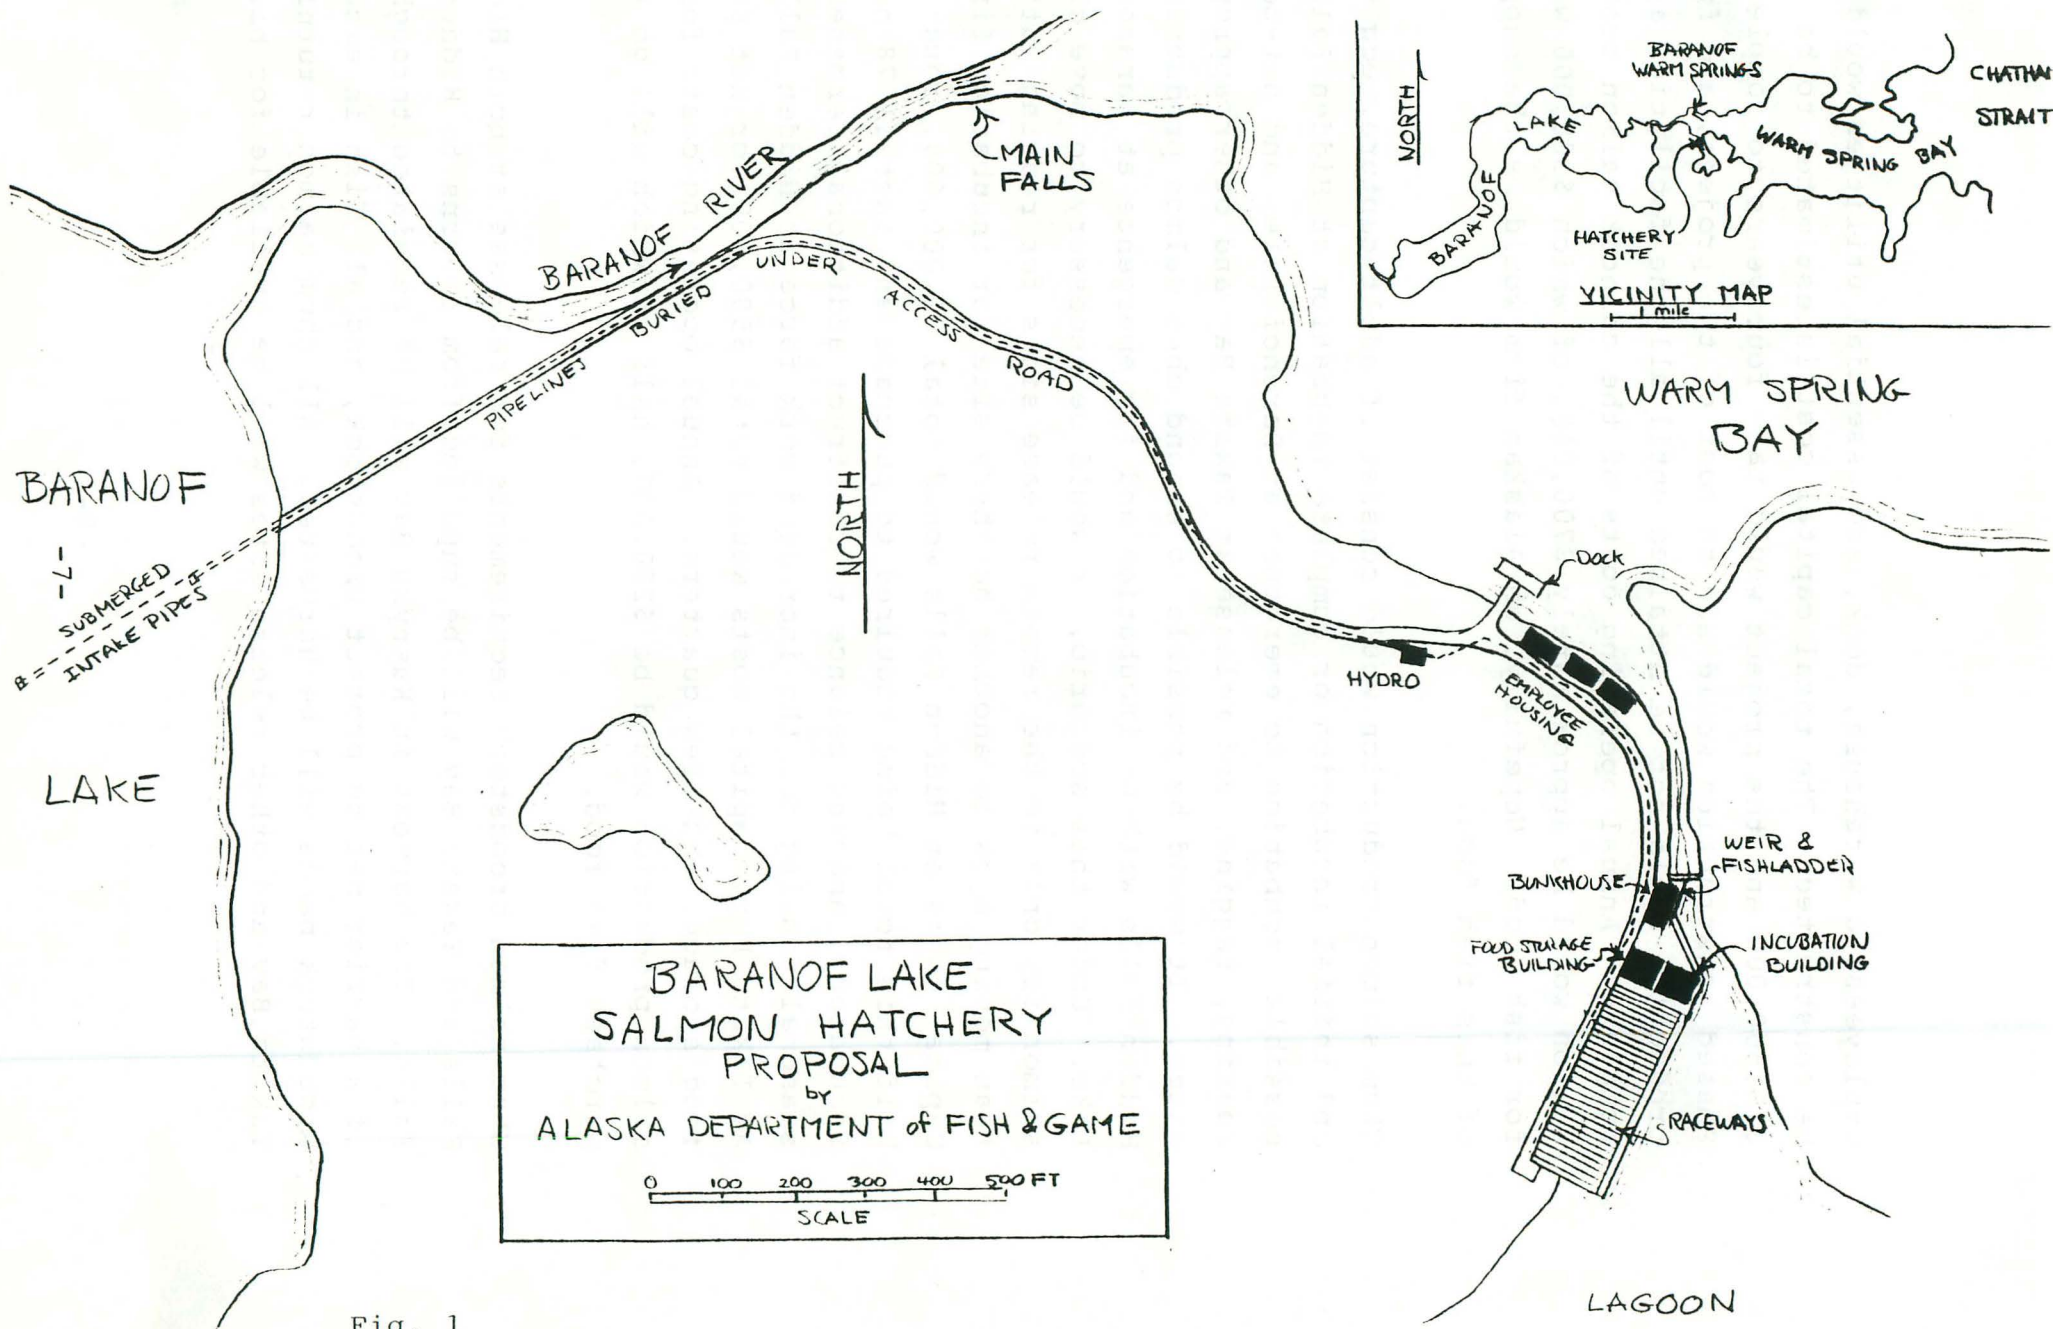 BARANOF
WARM SPRINGS
CHATHA
STRAIT
NORTH
LAKE
WARM SPRING BAY
BARANOF
HATCHERY
SITE
VICINITY MAP
1 mile
MAIN
FALLS
BARANOF RIVER
PIPELINES BURIED UNDER ACCESS ROAD
WARM SPRING
BAY
BARANOF
LAKE
-7-
SUBMERGED
INTAKE PIPES
NORTH
DOCK
HYDRO
EMPLOYEE
HOUSING
WEIR &
FISHLADDER
BUNKHOUSE
FOOD STORAGE
BUILDING
INCUBATION
BUILDING
RACEWAYS
LAGOON
BARANOF LAKE
SALMON HATCHERY
PROPOSAL
by
ALASKA DEPARTMENT of FISH & GAME
0 100 200 300 400 500 FT
SCALE
Fig. 1